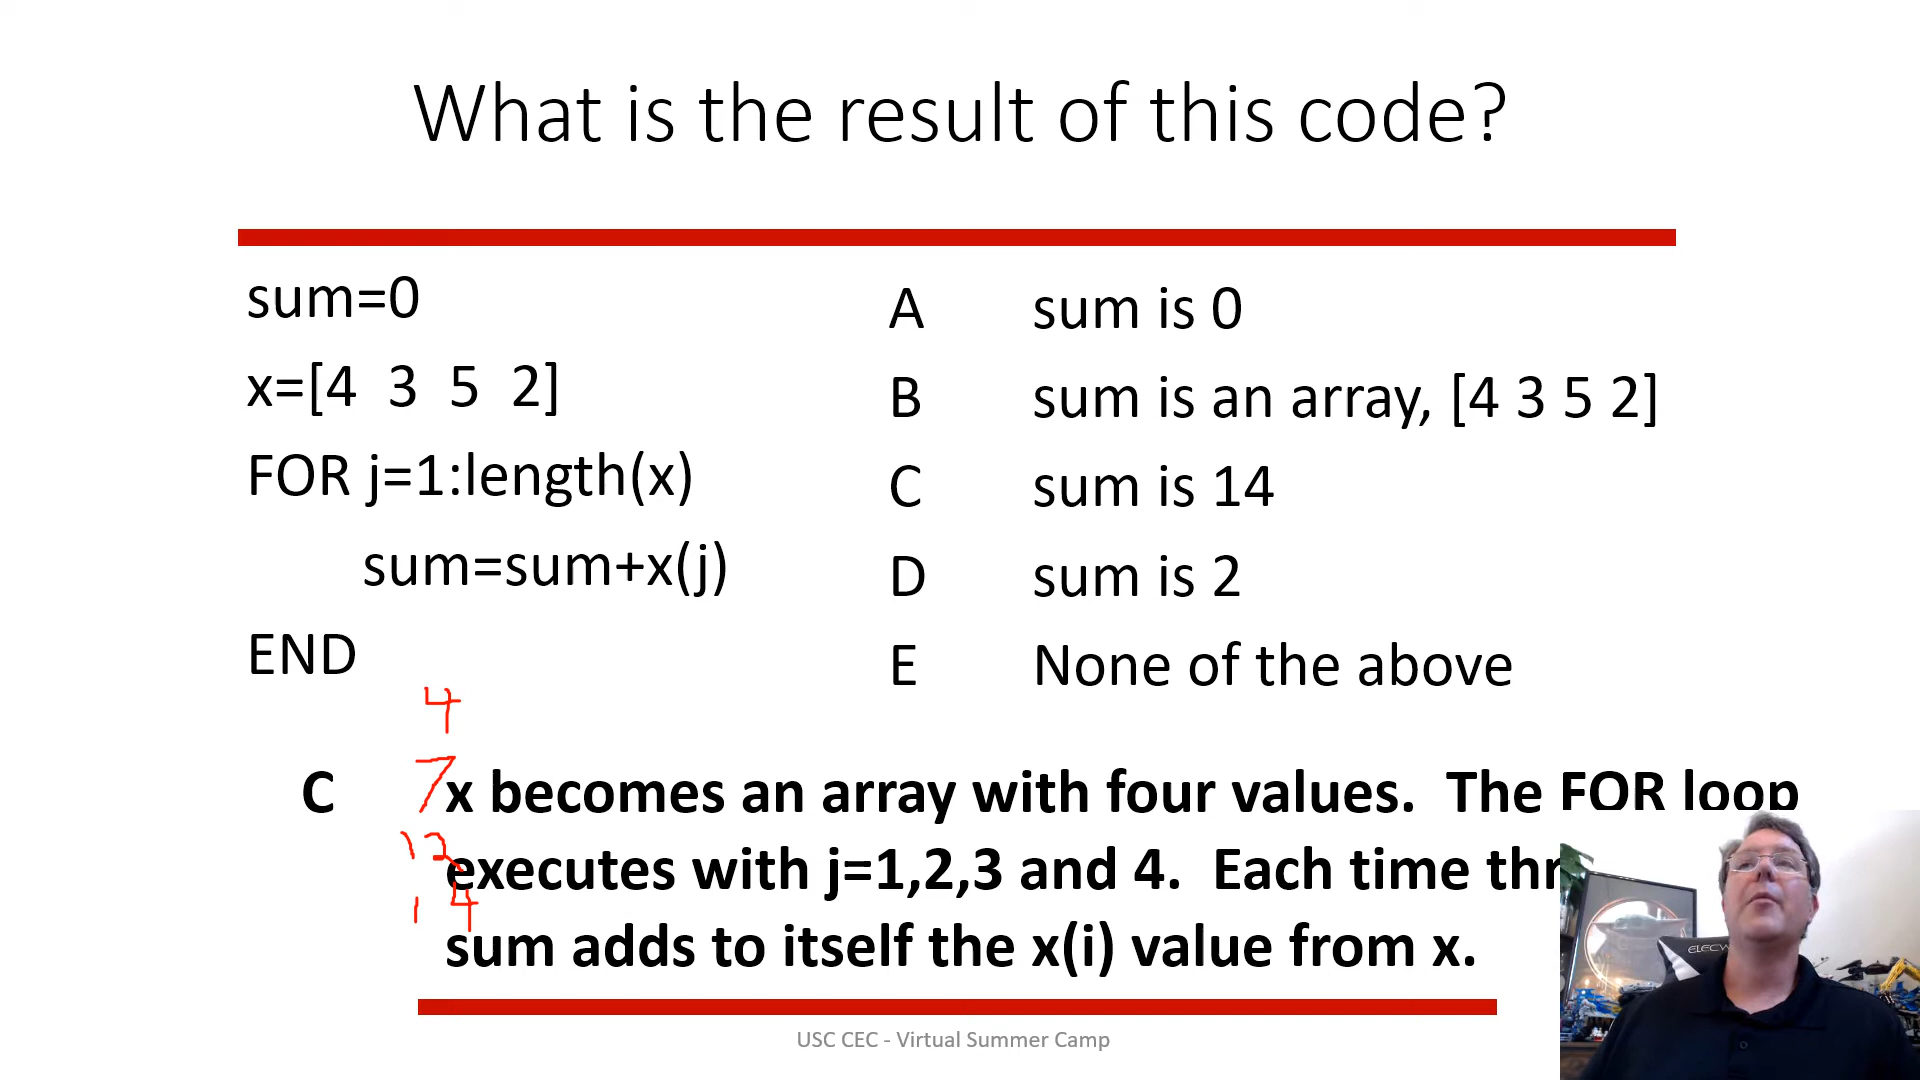 What is the result of this code?
sum=0
x=[4 3 5 2]
FOR j=1:length(x)
sum=sum+x(j)
END
A sum is 0
B sum is an array, [4 3 5 2]
C sum is 14
D sum is 2
E None of the above
4
7
12
14
C x becomes an array with four values. The FOR loop
executes with j=1,2,3 and 4. Each time
sum adds to itself the x(i) value from x.
USC CEC - Virtual Summer Camp